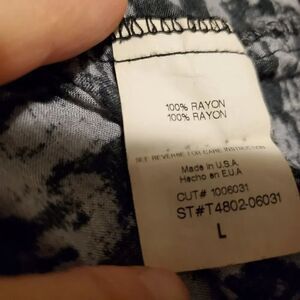 100% RAYON
100% RAYON
SEE REVERSE FOR CARE INSTRUCTION
Made in U.S.A
Hecho en E.U.A
CUT# 1006031
ST#T4802-06031
L